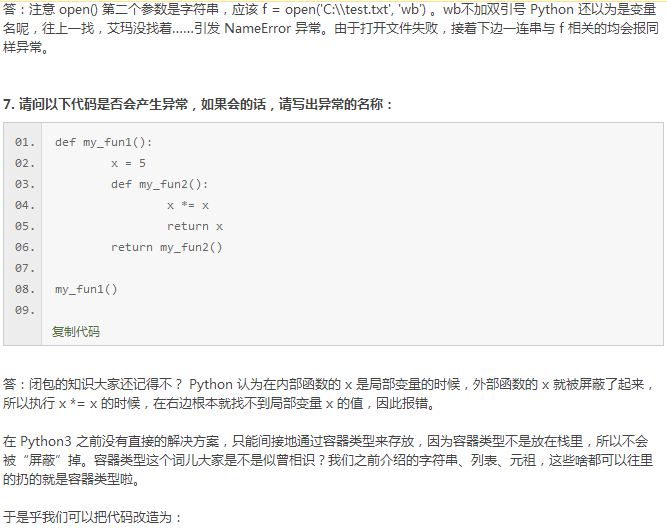 答：注意 open() 第二个参数是字符串，应该 f = open('C:\\test.txt', 'wb') 。wb不加双引号 Python 还以为是变量
名呢，往上一找，艾玛没找着……引发 NameError 异常。由于打开文件失败，接着下边一连串与 f 相关的均会报同
样异常。
7. 请问以下代码是否会产生异常，如果会的话，请写出异常的名称：
01. def my_fun1():
02. x = 5
03. def my_fun2():
04. x *= x
05. return x
06. return my_fun2()
07.
08. my_fun1()
09.
复制代码
答：闭包的知识大家还记得不？ Python 认为在内部函数的 x 是局部变量的时候，外部函数的 x 就被屏蔽了起来，
所以执行 x *= x 的时候，在右边根本就找不到局部变量 x 的值，因此报错。
在 Python3 之前没有直接的解决方案，只能间接地通过容器类型来存放，因为容器类型不是放在栈里，所以不会
被“屏蔽”掉。容器类型这个词儿大家是不是似曾相识？我们之前介绍的字符串、列表、元祖，这些啥都可以往里
的扔的就是容器类型啦。
于是乎我们可以把代码改造为：